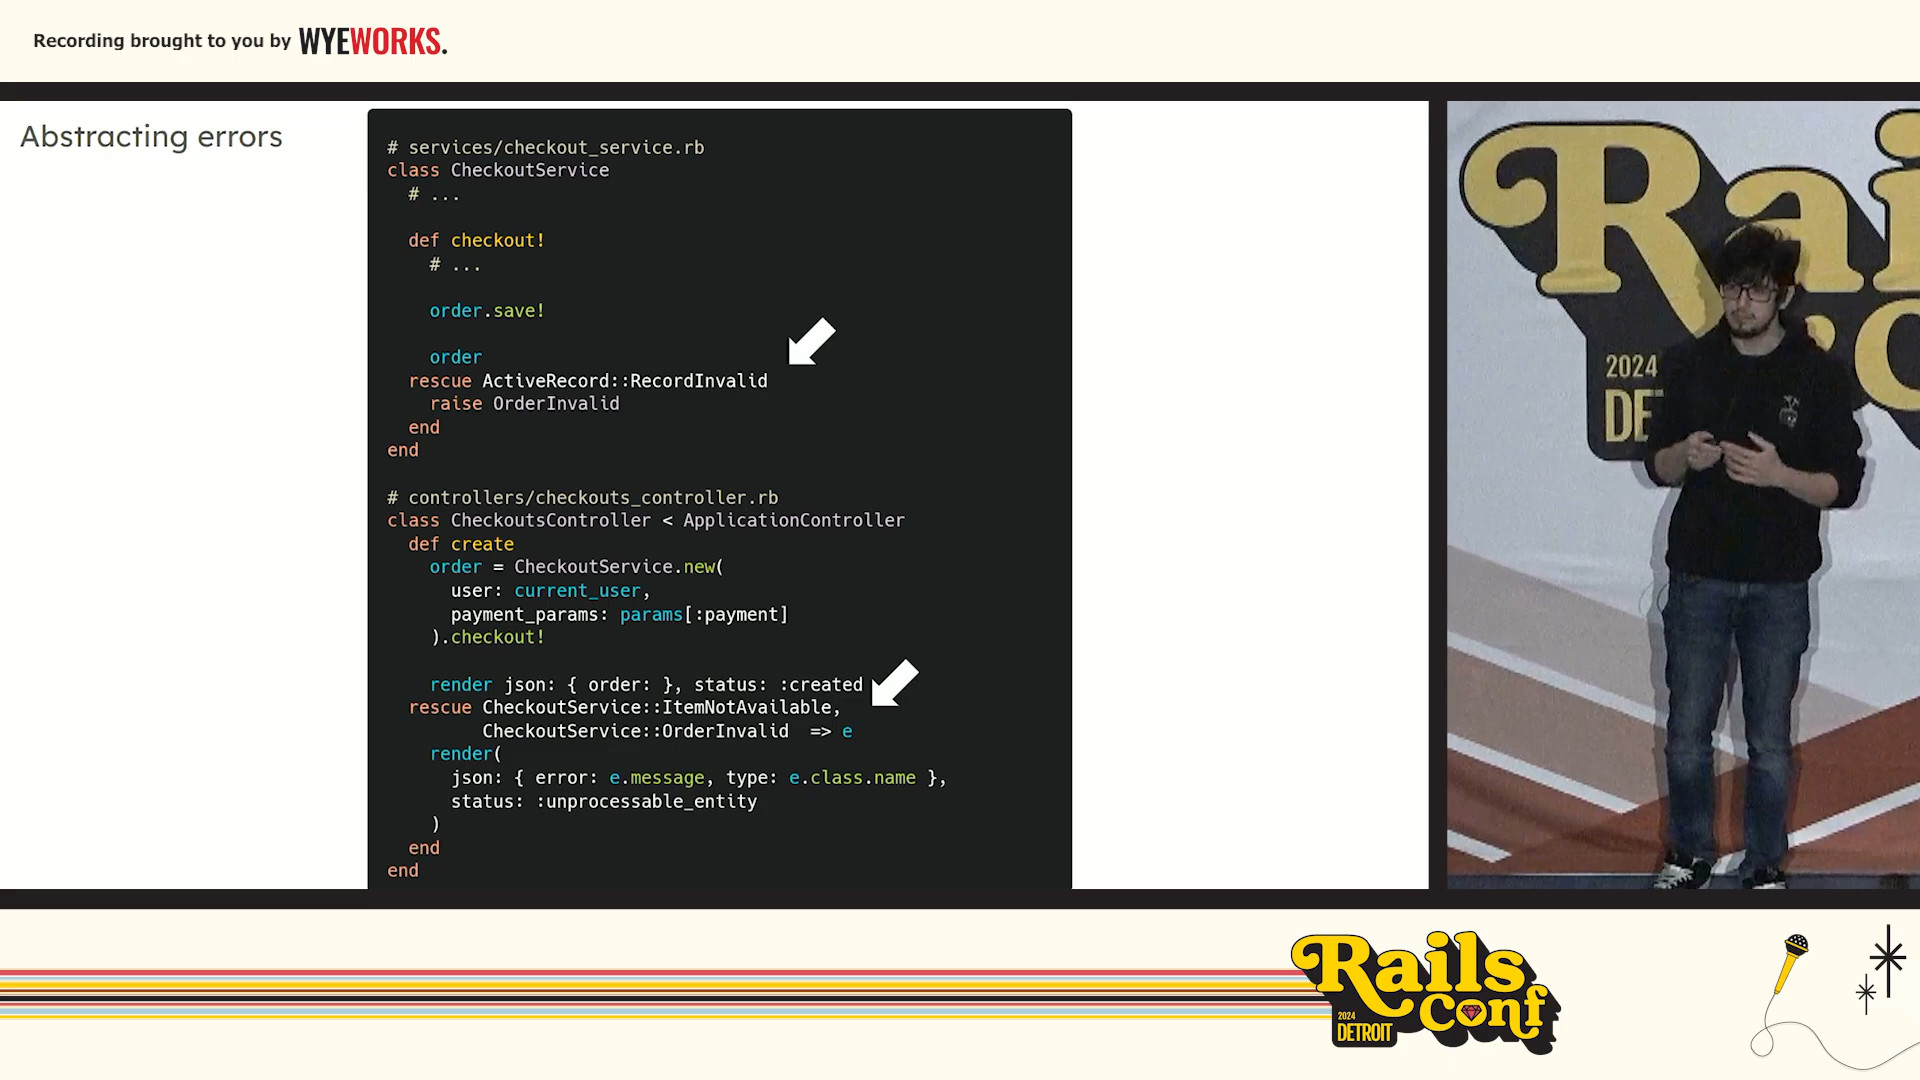 Recording brought to you by WYEWORKS.
Abstracting errors
# services/checkout_service.rb
class CheckoutService
# ...
def checkout!
# ...
order.save!
order
rescue ActiveRecord::RecordInvalid
raise OrderInvalid
end
end
# controllers/checkouts_controller.rb
class CheckoutsController < ApplicationController
def create
order = CheckoutService.new(
user: current_user,
payment_params: params[:payment]
).checkout!
render json: { order: }, status: :created
rescue CheckoutService::ItemNotAvailable,
CheckoutService::OrderInvalid => e
render(
json: { error: e.message, type: e.class.name },
status: :unprocessable_entity
)
end
end
Rai
2024
DE
Rails
Conf
2024
DETROIT